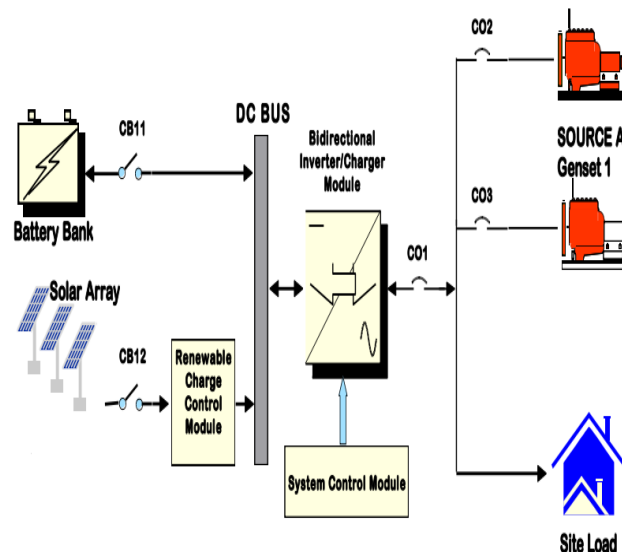 CO2
CB11
DC BUS
Bidirectional
Inverter/Charger
Module
SOURCE A
Genset 1
Battery Bank
CO3
CO1
Solar Array
CB12
Renewable
Charge
Control
Module
System Control Module
Site Load